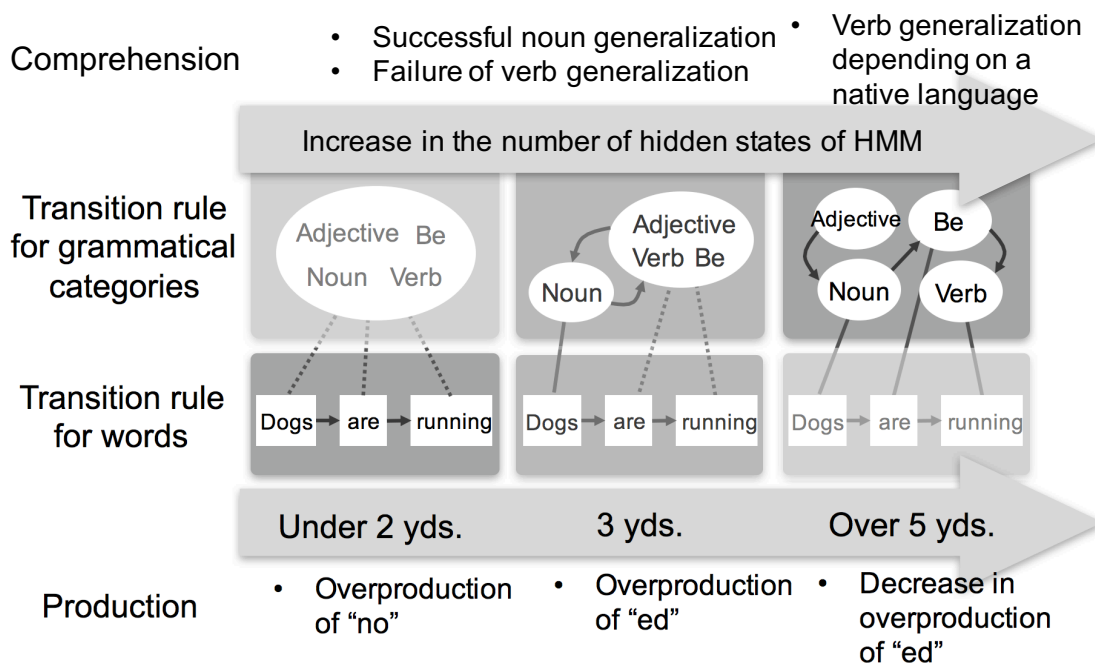 Comprehension
• Successful noun generalization
• Failure of verb generalization
• Verb generalization
depending on a
native language
Increase in the number of hidden states of HMM
Transition rule
for grammatical
categories
Adjective Be
Noun Verb
Noun
Adjective
Verb Be
Adjective
Be
Noun
Verb
Transition rule
for words
Dogs are running
Dogs are running
Dogs are running
Under 2 yds.
3 yds.
Over 5 yds.
Production
• Overproduction
of “no”
• Overproduction
of “ed”
• Decrease in
overproduction
of “ed”